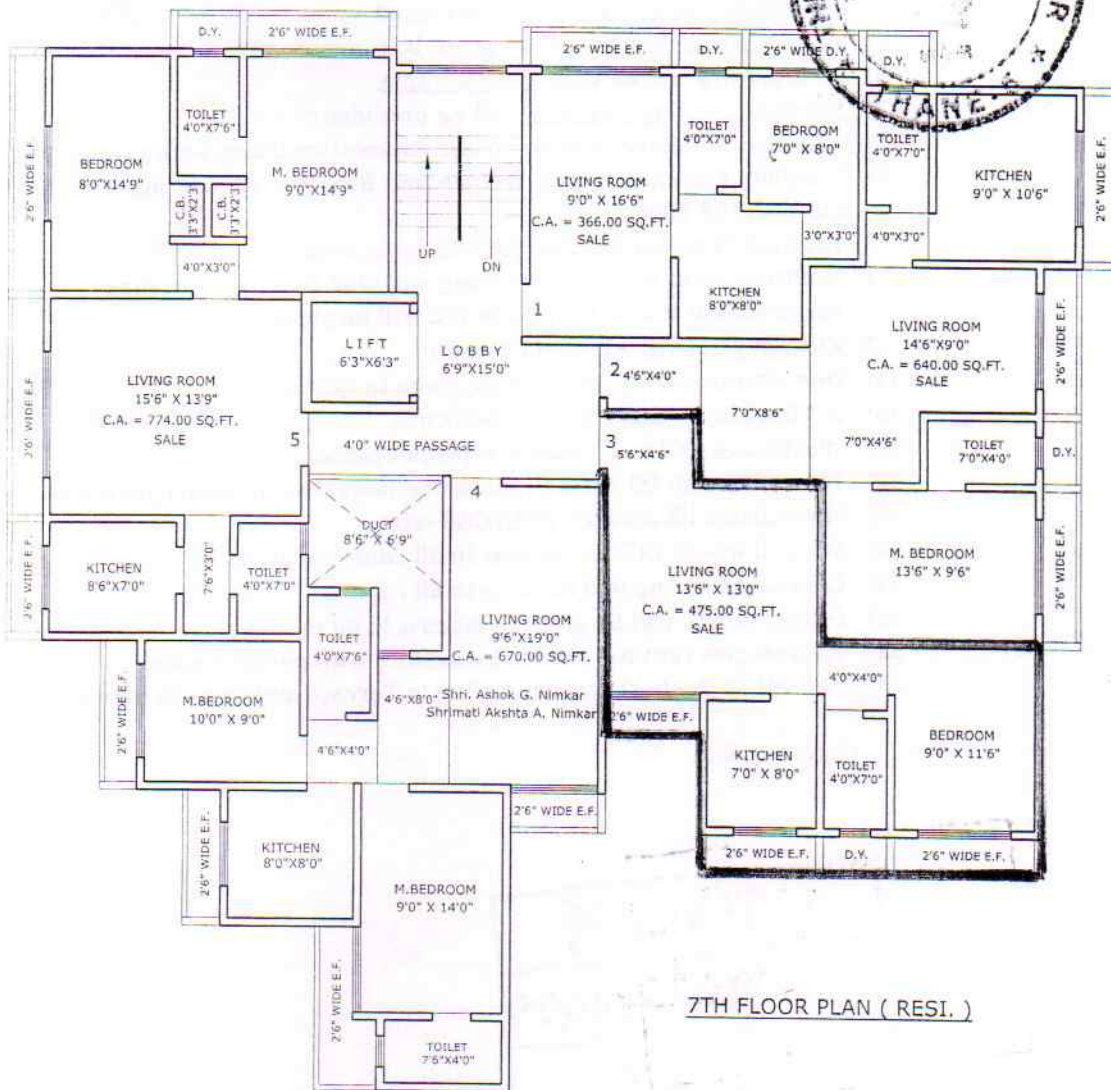 D.Y.
2'6" WIDE E.F.
2'6" WIDE E.F.
D.Y.
2'6" WIDE D.Y.
D.Y.
THANE
R
2'6" WIDE E.F.
BEDROOM
8'0"X14'9"
TOILET
4'0"X7'6"
C.B.
3'3"X2'3"
C.B.
3'3"X2'3"
4'0"X3'0"
M. BEDROOM
9'0"X14'9"
UP
DN
LIVING ROOM
9'0" X 16'6"
C.A. = 366.00 SQ.FT.
SALE
1
TOILET
4'0"X7'0"
BEDROOM
7'0" X 8'0"
3'0"X3'0"
KITCHEN
8'0"X8'0"
TOILET
4'0"X7'0"
4'0"X3'0"
KITCHEN
9'0" X 10'6"
2'6" WIDE E.F.
2'6" WIDE E.F.
LIVING ROOM
15'6" X 13'9"
C.A. = 774.00 SQ.FT.
SALE
5
LIFT
6'3"X6'3"
LOBBY
6'9"X15'0"
4'0" WIDE PASSAGE
2
4'6"X4'0"
3
5'6"X4'6"
7'0"X8'6"
LIVING ROOM
14'6"X9'0"
C.A. = 640.00 SQ.FT.
SALE
2'6" WIDE E.F.
7'0"X4'6"
TOILET
7'0"X4'0"
D.Y.
2'6" WIDE E.F.
KITCHEN
8'6"X7'0"
7'6"X3'0"
TOILET
4'0"X7'0"
DUCT
8'6" X 6'9"
4
LIVING ROOM
9'6"X19'0"
C.A. = 670.00 SQ.FT.
Shri. Ashok G. Nimkar
Shrimati Akshta A. Nimkar
LIVING ROOM
13'6" X 13'0"
C.A. = 475.00 SQ.FT.
SALE
M. BEDROOM
13'6" X 9'6"
2'6" WIDE E.F.
TOILET
4'0"X7'6"
4'6"X8'0"
2'6" WIDE E.F.
M.BEDROOM
10'0" X 9'0"
4'6"X4'0"
2'6" WIDE E.F.
4'0"X4'0"
KITCHEN
7'0" X 8'0"
TOILET
4'0"X7'0"
BEDROOM
9'0" X 11'6"
2'6" WIDE E.F.
2'6" WIDE E.F.
KITCHEN
8'0"X8'0"
M.BEDROOM
9'0" X 14'0"
2'6" WIDE E.F.
D.Y.
2'6" WIDE E.F.
2'6" WIDE E.F.
TOILET
7'6"X4'0"
7TH FLOOR PLAN ( RESI. )